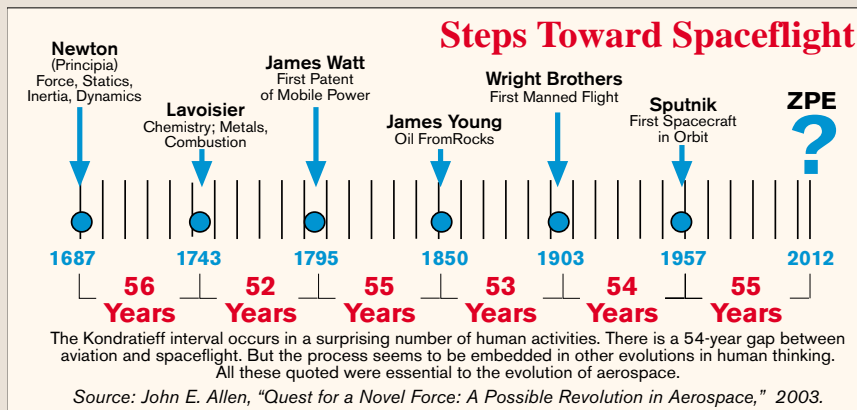 Steps Toward Spaceflight
Newton
(Principia)
Force, Statics,
Inertia, Dynamics
Lavoisier
Chemistry; Metals,
Combustion
James Watt
First Patent
of Mobile Power
James Young
Oil FromRocks
Wright Brothers
First Manned Flight
Sputnik
First Spacecraft
in Orbit
ZPE
?
1687 1743 1795 1850 1903 1957 2012
56 52 55 53 54 55
Years Years Years Years Years Years
The Kondratieff interval occurs in a surprising number of human activities. There is a 54-year gap between
aviation and spaceflight. But the process seems to be embedded in other evolutions in human thinking.
All these quoted were essential to the evolution of aerospace.
Source: John E. Allen, “Quest for a Novel Force: A Possible Revolution in Aerospace,” 2003.